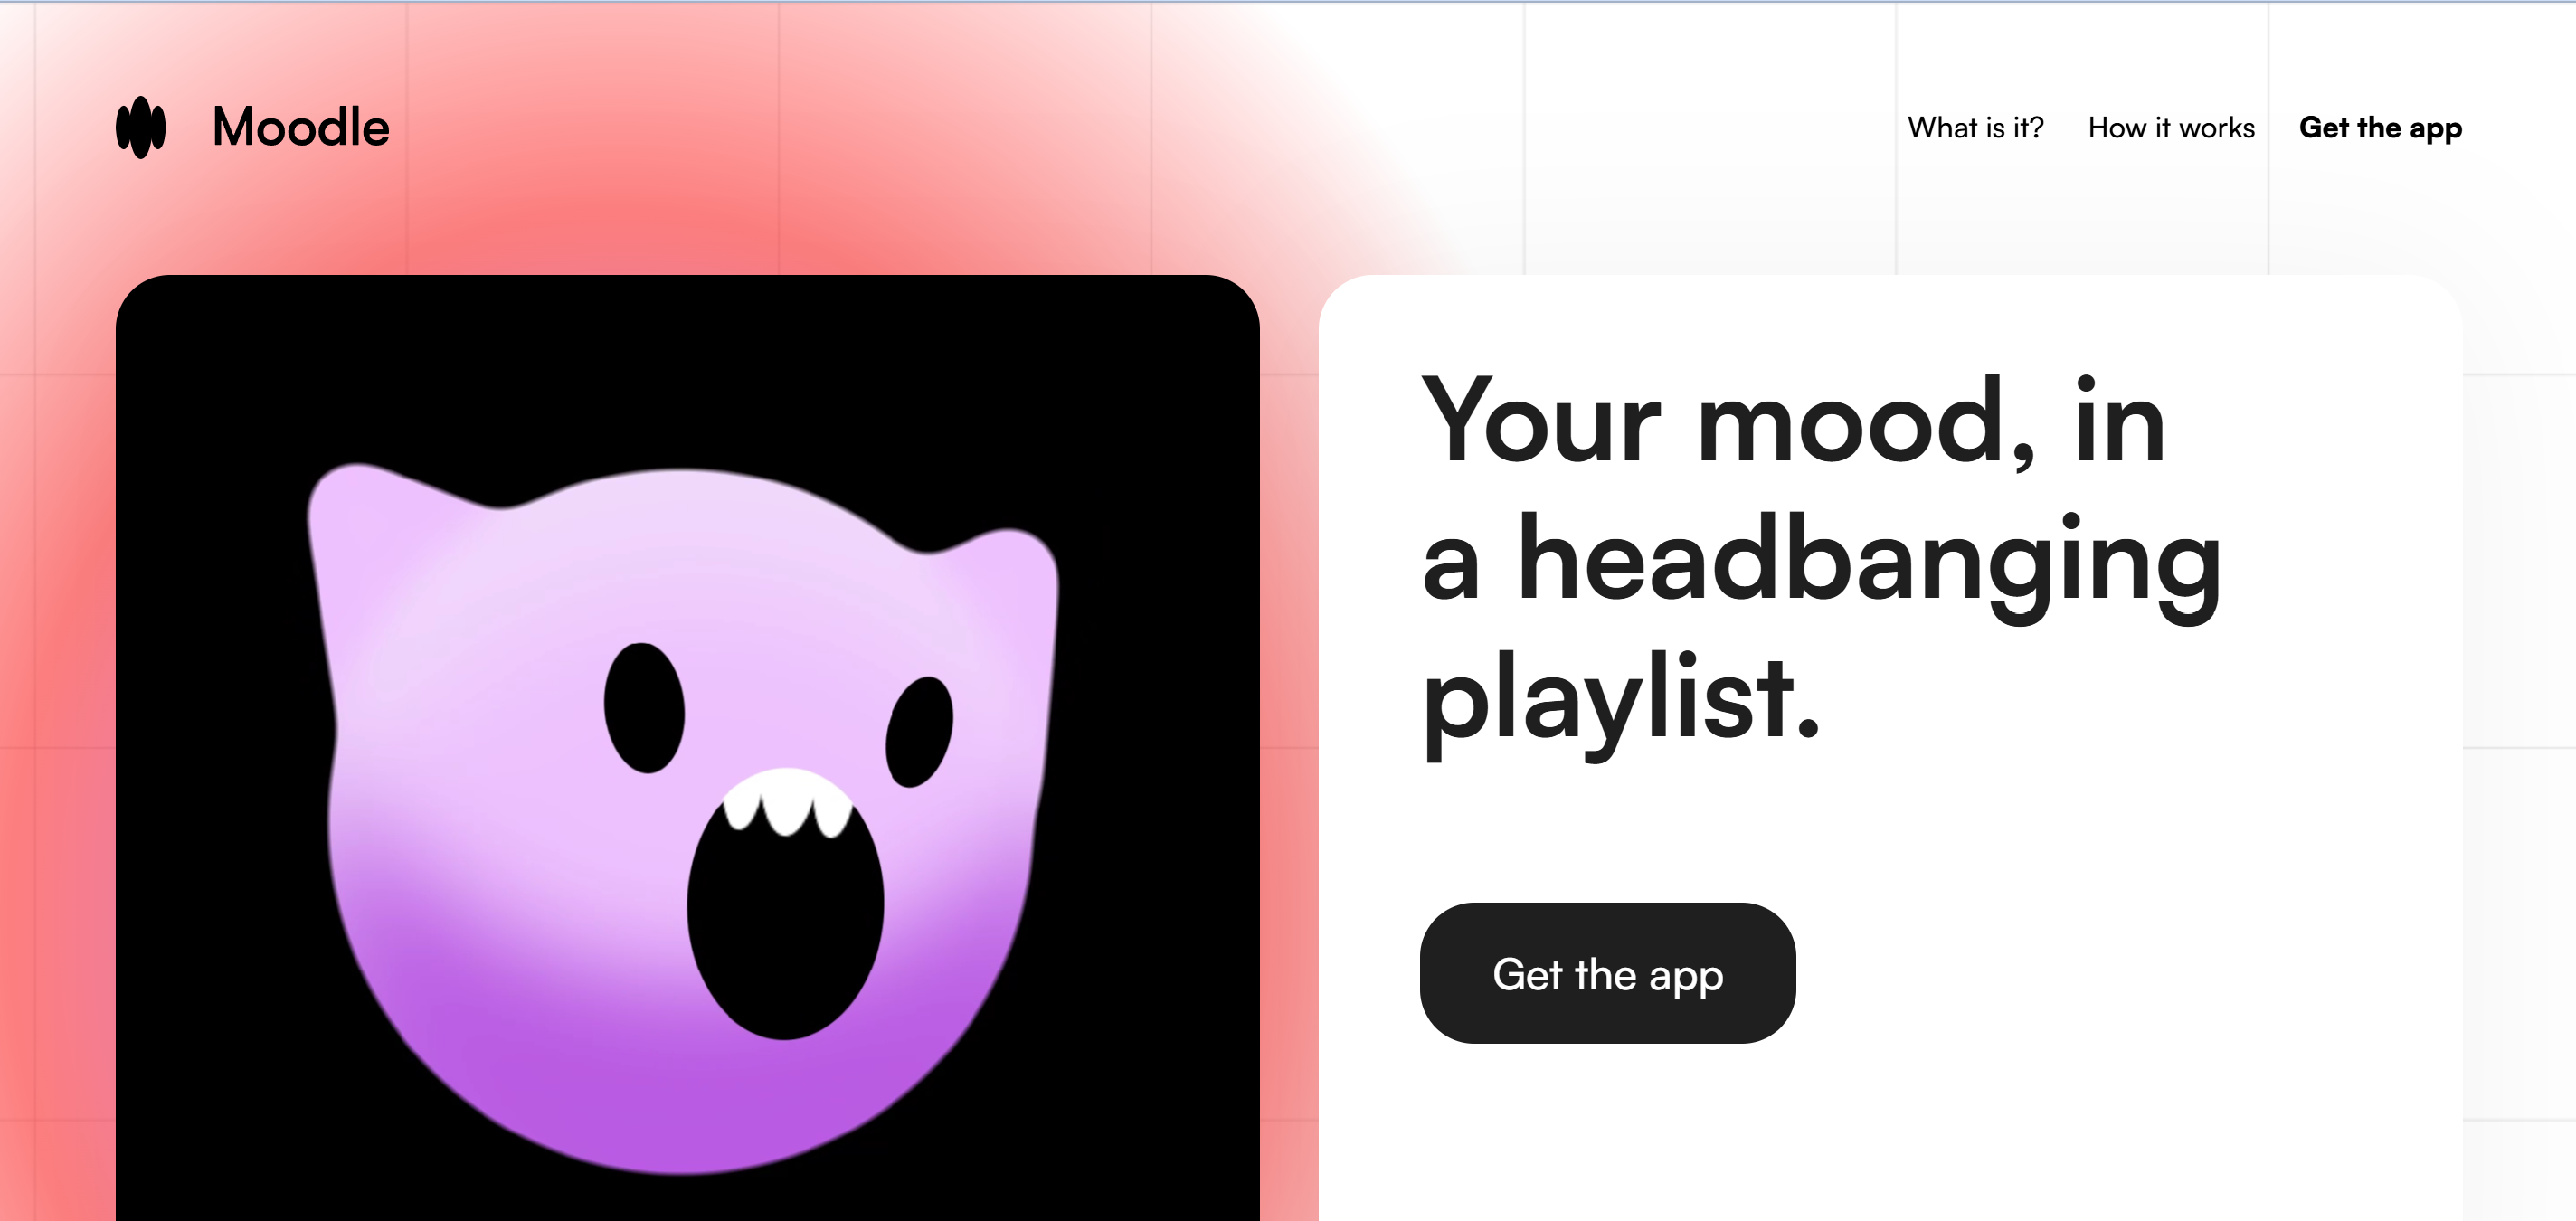 Moodle
What is it?
How it works
Get the app
Your mood, in
a headbanging
playlist.
Get the app